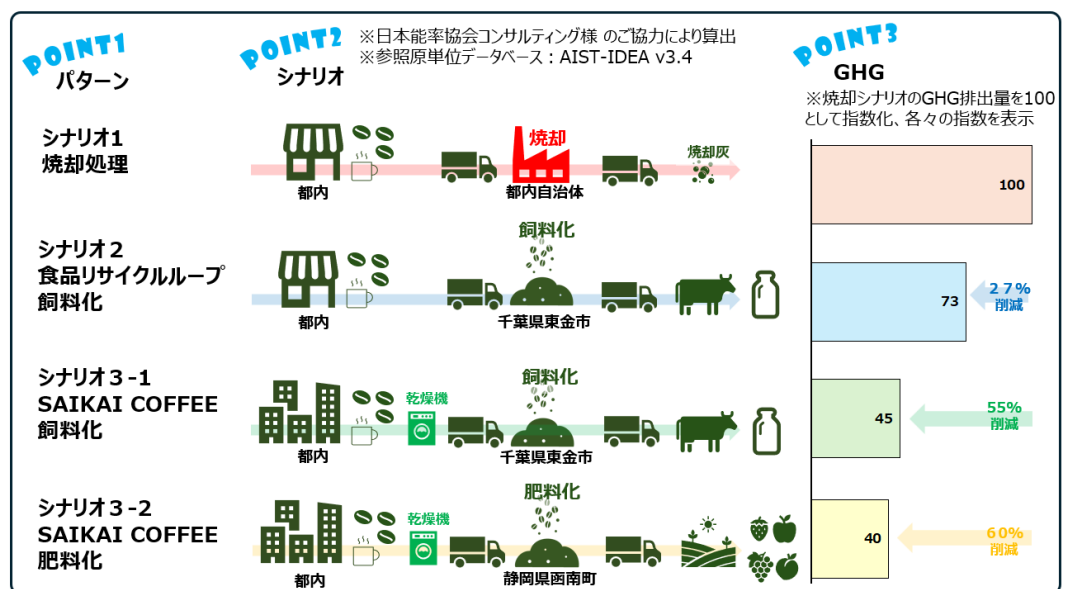 POINT1
パターン
POINT2
シナリオ
※日本能率協会コンサルティング様 のご協力により算出
※参照原単位データベース：AIST-IDEA v3.4
POINT3
GHG
※焼却シナリオのGHG排出量を100
として指数化、各々の指数を表示
シナリオ1
焼却処理
都内
焼却
都内自治体
焼却灰
100
シナリオ２
食品リサイクルループ
飼料化
都内
飼料化
千葉県東金市
73
27%
削減
シナリオ３-1
SAIKAI COFFEE
飼料化
都内
乾燥機
飼料化
千葉県東金市
45
55%
削減
シナリオ３-2
SAIKAI COFFEE
肥料化
都内
乾燥機
肥料化
静岡県函南町
40
60%
削減